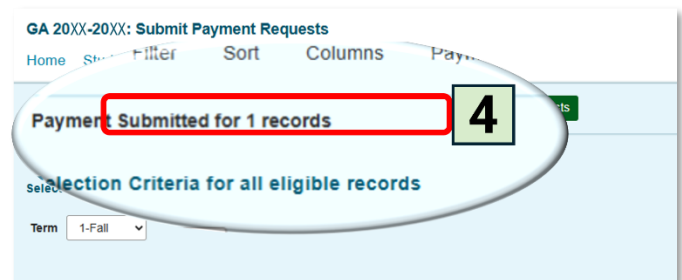 GA 20XX-20XX: Submit Payment Requests
Home
Filter Sort Columns
Payment Submitted for 1 records
4
Selection Criteria for all eligible records
Term 1-Fall